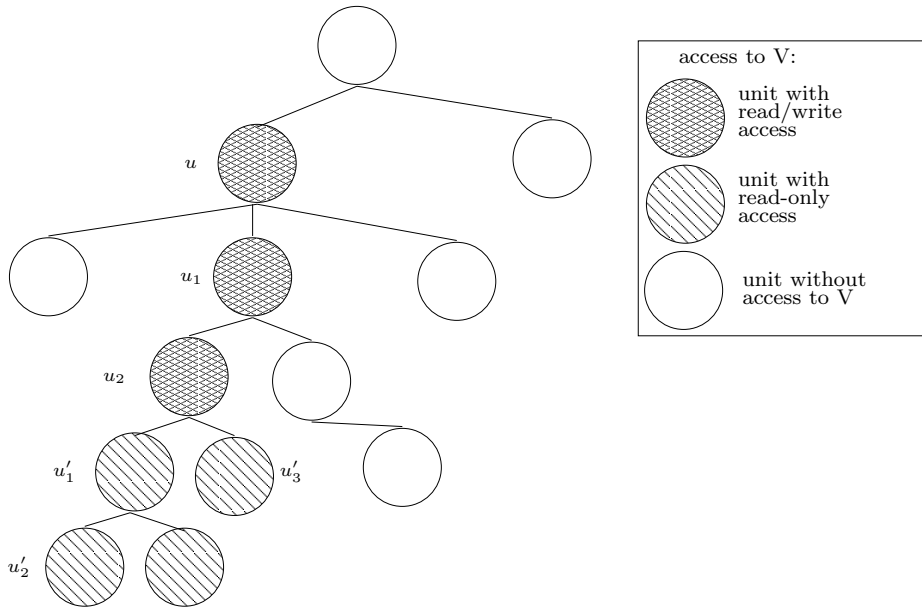 access to V:
unit with
read/write
access
unit with
read-only
access
unit without
access to V
u
u₁
u₂
u′₁
u′₃
u′₂